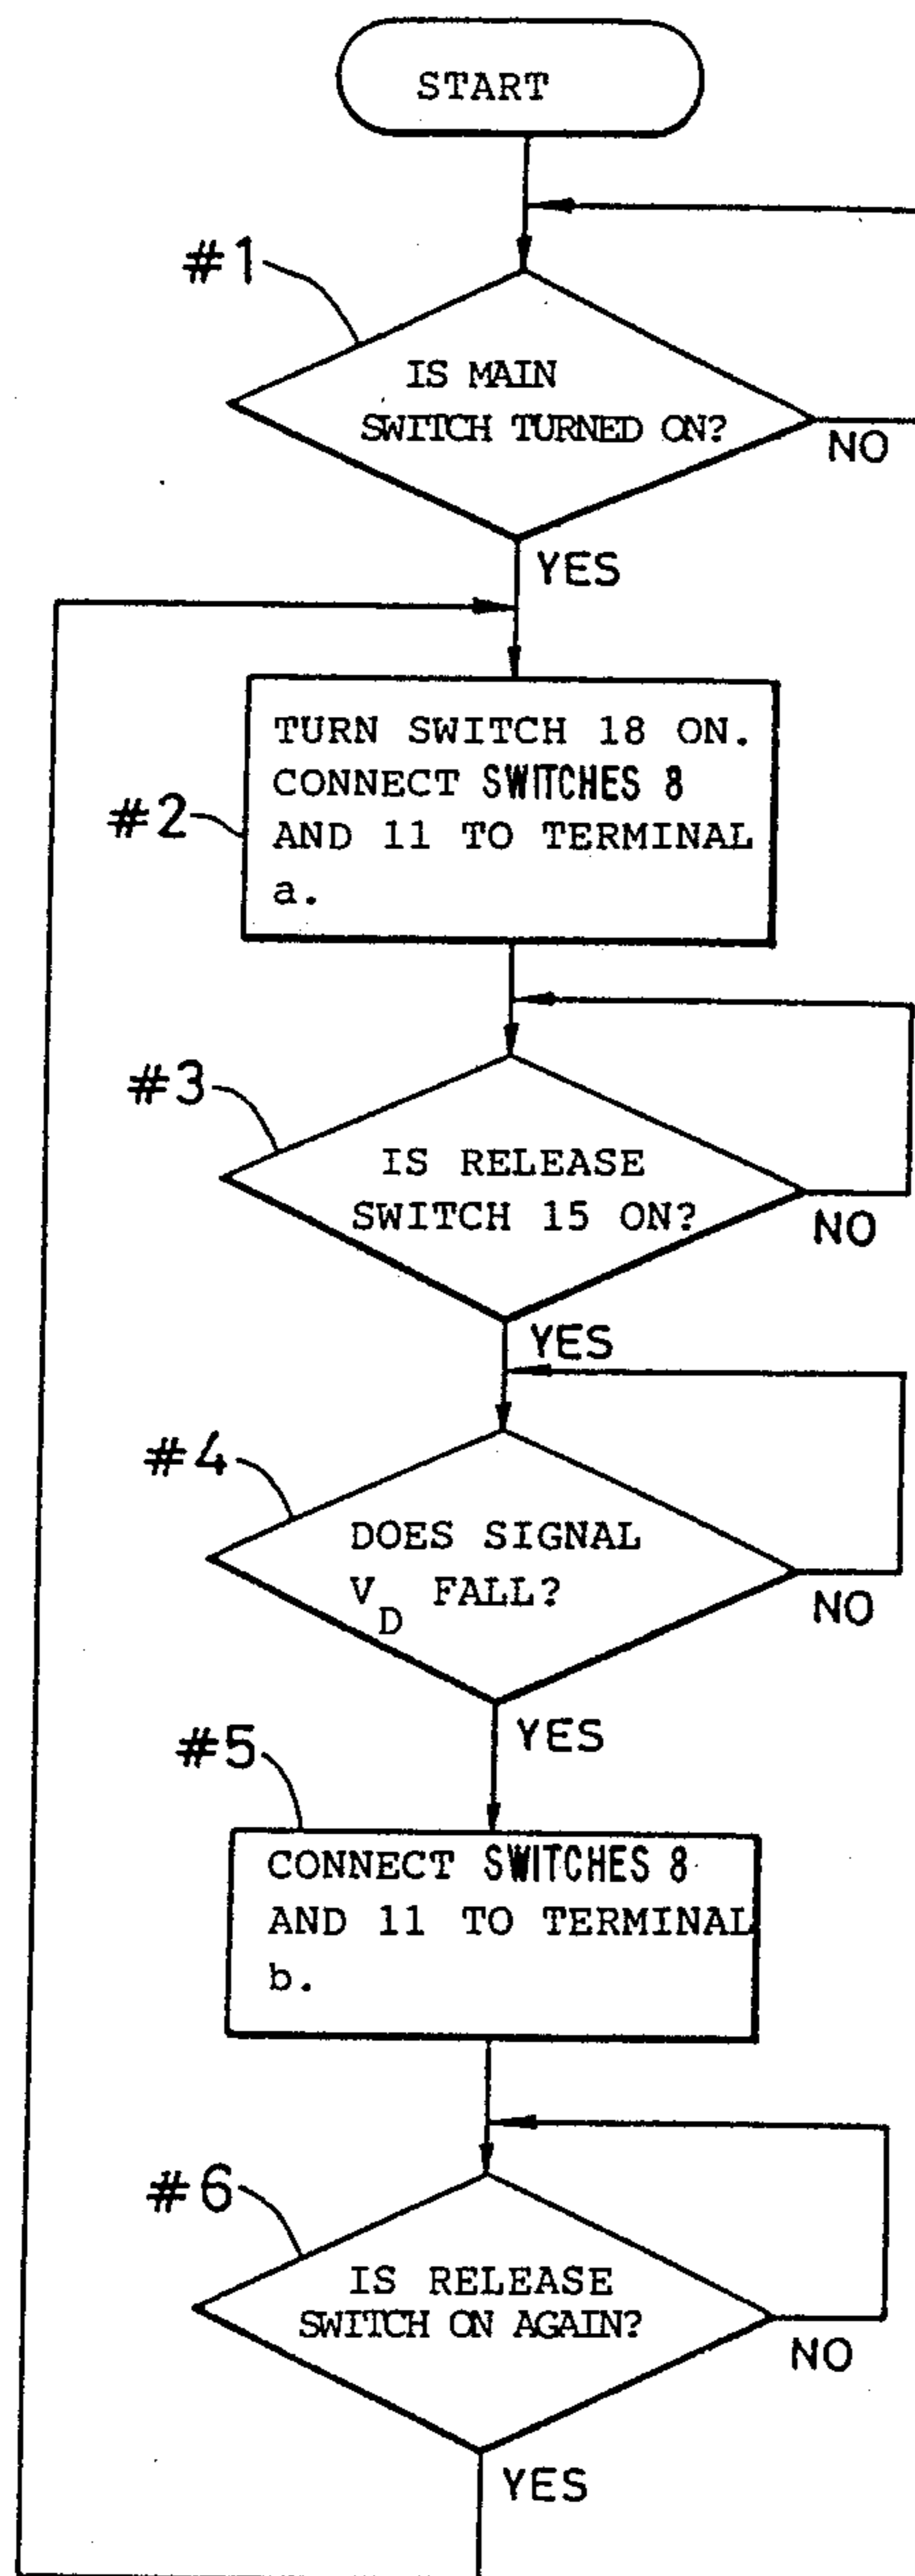 START
#1
IS MAIN
SWITCH TURNED ON?
NO
YES
#2
TURN SWITCH 18 ON.
CONNECT SWITCHES 8
AND 11 TO TERMINAL
a.
#3
IS RELEASE
SWITCH 15 ON?
NO
YES
#4
DOES SIGNAL
V_D FALL?
NO
YES
#5
CONNECT SWITCHES 8
AND 11 TO TERMINAL
b.
#6
IS RELEASE
SWITCH ON AGAIN?
NO
YES